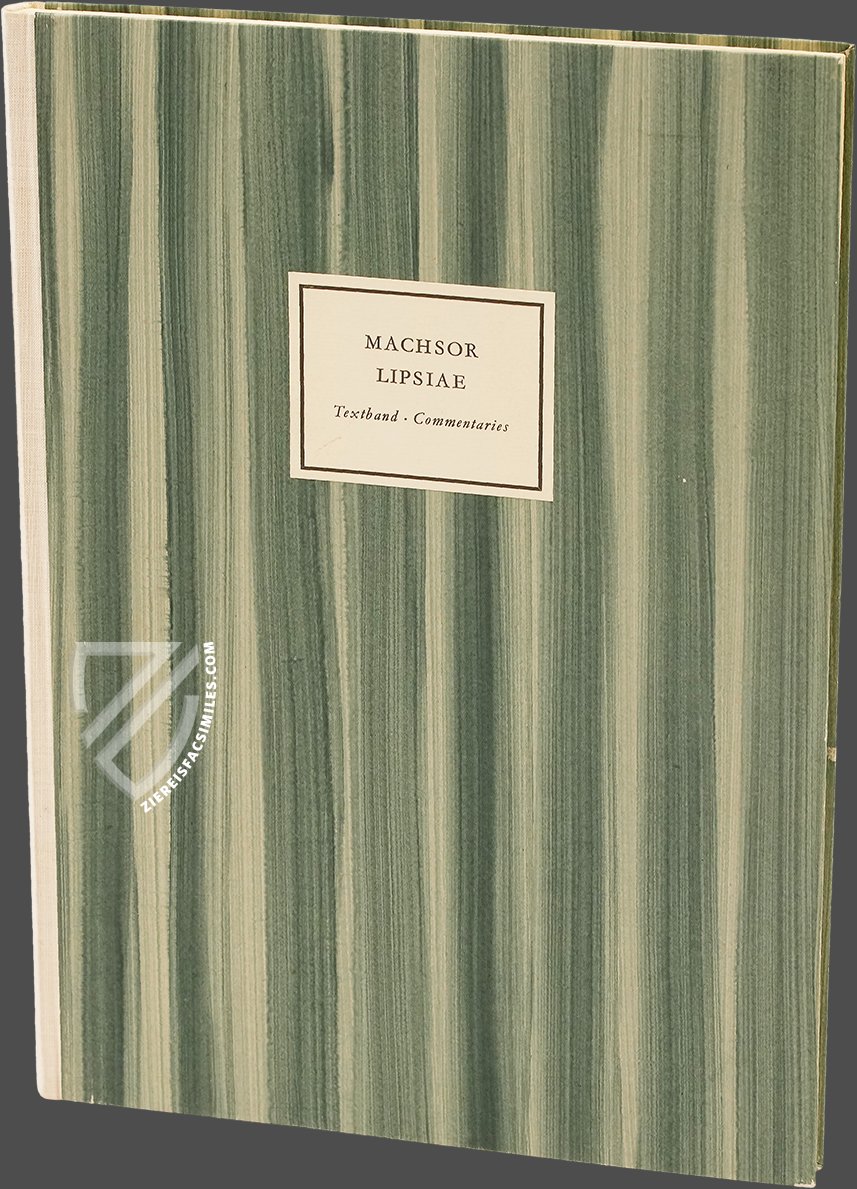 MACHSOR
LIPSIAE
Textband · Commentaries
ZIEREISFACSIMILES.COM